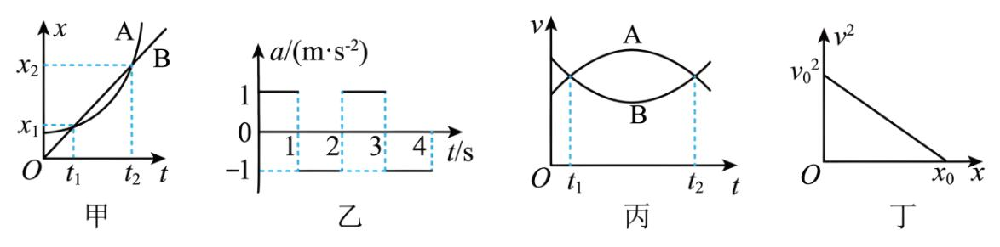 x
A
B
x₂
x₁
O
t₁
t₂
t
甲
a/(m·s⁻²)
1
0
-1
1
2
3
4
t/s
乙
v
A
B
O
t₁
t₂
t
丙
v²
v₀²
O
x₀
x
丁